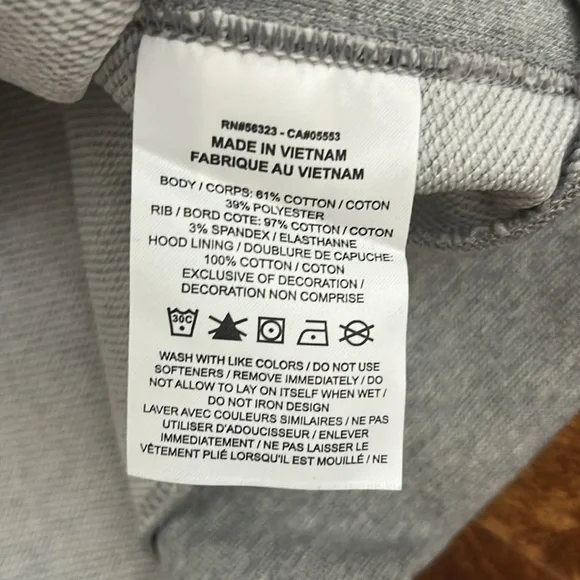 RN#56323 - CA#05553
MADE IN VIETNAM
FABRIQUE AU VIETNAM
BODY / CORPS: 61% COTTON / COTON
39% POLYESTER
RIB / BORD COTE: 97% COTTON / COTON
3% SPANDEX / ELASTHANNE
HOOD LINING / DOUBLURE DE CAPUCHE:
100% COTTON / COTON
EXCLUSIVE OF DECORATION /
DECORATION NON COMPRISE
30C
WASH WITH LIKE COLORS / DO NOT USE
SOFTENERS / REMOVE IMMEDIATELY / DO
NOT ALLOW TO LAY ON ITSELF WHEN WET /
DO NOT IRON DESIGN
LAVER AVEC COULEURS SIMILAIRES / NE PAS
UTILISER D'ADOUCISSEUR / ENLEVER
IMMEDIATEMENT / NE PAS LAISSER LE
VÊTEMENT PLIÉ LORSQU'IL EST MOUILLÉ / NE